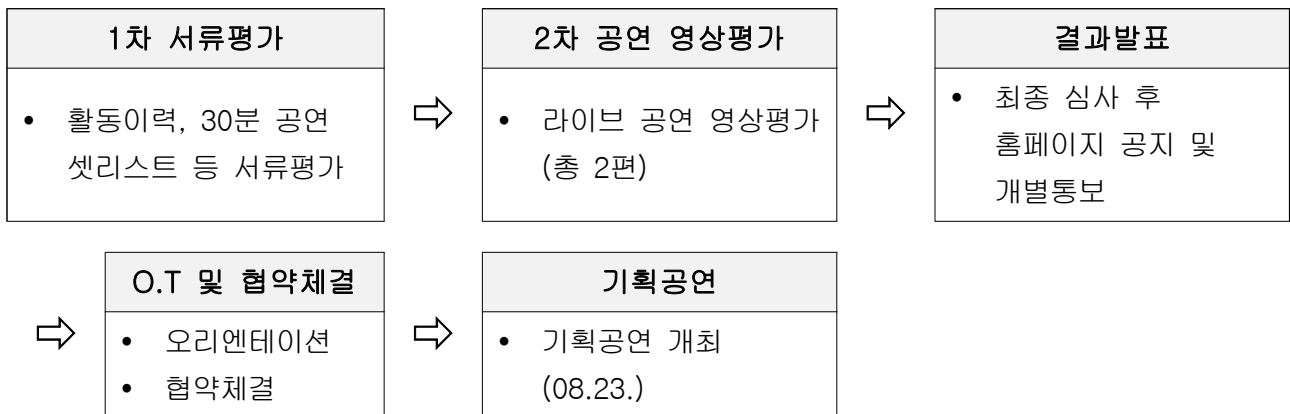 1차 서류평가
• 활동이력, 30분 공연
셋리스트 등 서류평가
⇨
2차 공연 영상평가
• 라이브 공연 영상평가
(총 2편)
⇨
결과발표
• 최종 심사 후
홈페이지 공지 및
개별통보
⇨
O.T 및 협약체결
• 오리엔테이션
• 협약체결
⇨
기획공연
• 기획공연 개최
(08.23.)